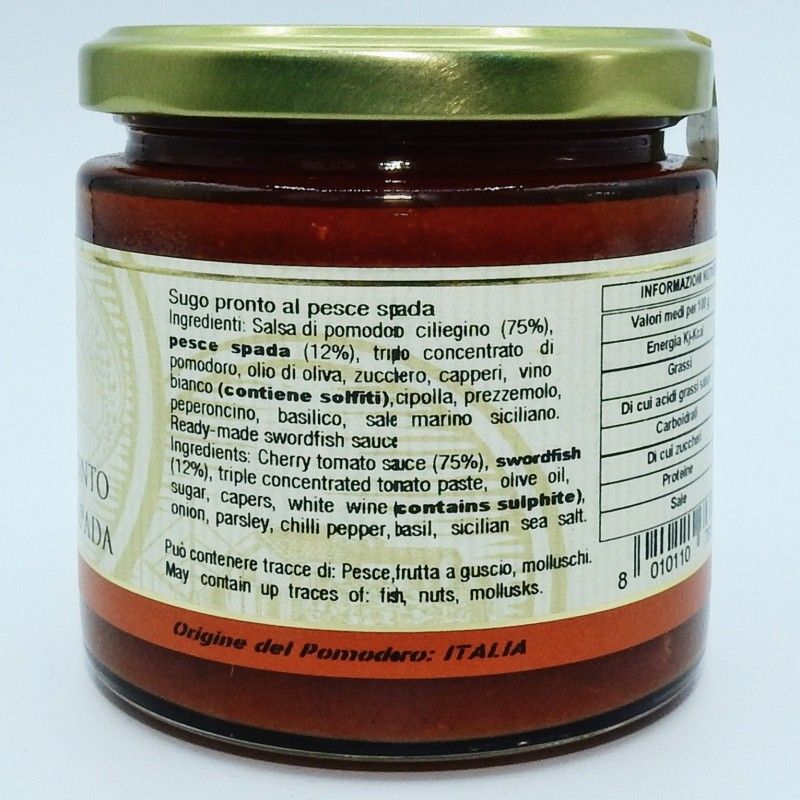 Sugo pronto al pesce spada
Ingredienti: Salsa di pomodoro ciliegino (75%),
pesce spada (12%), triplo concentrato di
pomodoro, olio di oliva, zucchero, capperi, vino
bianco (contiene solfiti), cipolla, prezzemolo,
peperoncino, basilico, sale marino siciliano.
Ready-made swordfish sauce
Ingredients: Cherry tomato sauce (75%), swordfish
(12%), triple concentrated tomato paste, olive oil,
sugar, capers, white wine (contains sulphite),
onion, parsley, chilli pepper, basil, sicilian sea salt.
Può contenere tracce di: Pesce,frutta a guscio, molluschi.
May contain up traces of: fish, nuts, mollusks.
Origine del Pomodoro: ITALIA
NTO
PADA
INFORMAZIONI
Valori medi per 100 g
Energia Kj-Kcal
Grassi
Di cui acidi grassi
Carboidrati
Di cui zuccheri
Proteine
Sale
8 010110